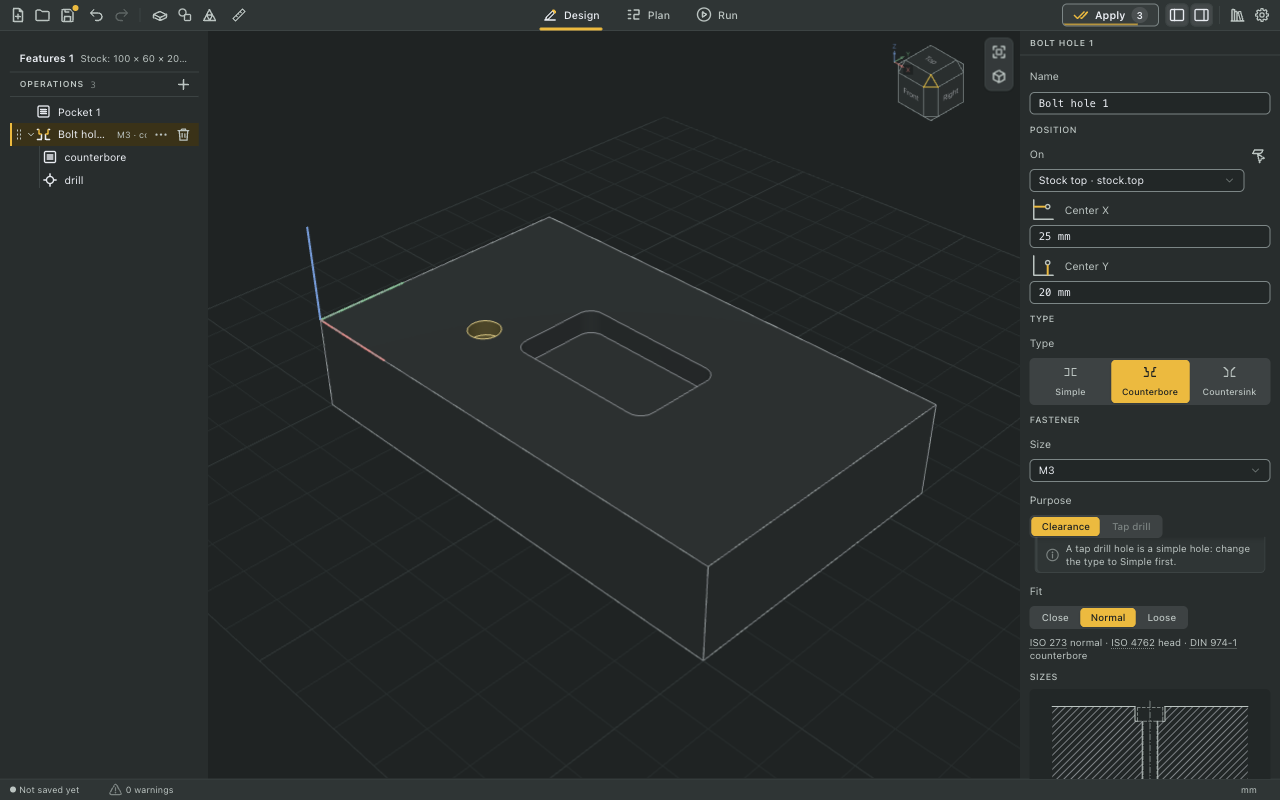 Design
Plan
Run
Apply 3
Features 1 Stock: 100 × 60 × 20...
OPERATIONS 3
Pocket 1
Bolt hol... M3 · cc
counterbore
drill
Z
Top
Front
Right
BOLT HOLE 1
Name
Bolt hole 1
POSITION
On
Stock top · stock.top
Center X
25 mm
Center Y
20 mm
TYPE
Type
Simple
Counterbore
Countersink
FASTENER
Size
M3
Purpose
Clearance
Tap drill
A tap drill hole is a simple hole: change
the type to Simple first.
Fit
Close
Normal
Loose
ISO 273 normal · ISO 4762 head · DIN 974-1
counterbore
SIZES
Not saved yet
0 warnings
mm